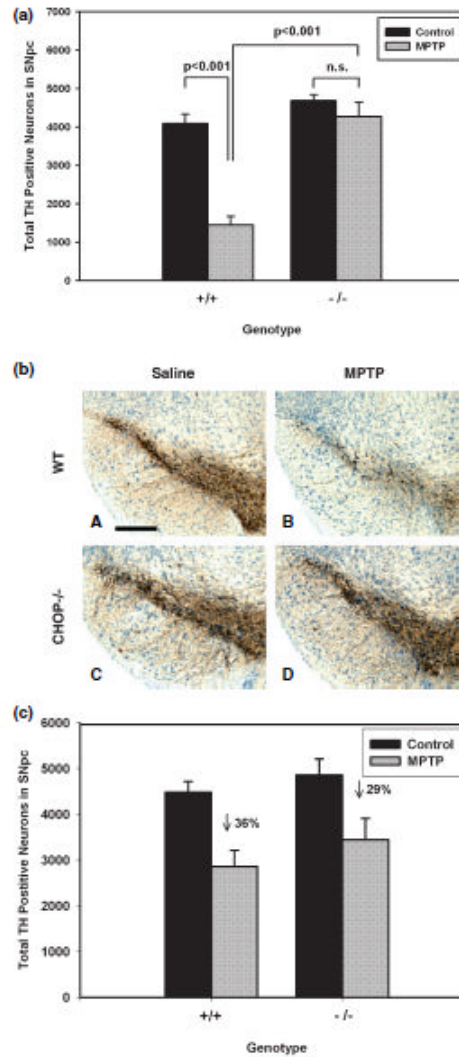 (a)
7000
6000
5000
4000
3000
2000
1000
0
Total TH Positive Neurons in SNpc
p<0.001
p<0.001
n.s.
Control
MPTP
+/+
- /-
Genotype
(b)
Saline
MPTP
WT
A
B
CHOP-/-
C
D
(c)
6000
5000
4000
3000
2000
1000
0
Total TH Postitive Neurons in SNpc
Control
MPTP
36%
29%
+/+
- /-
Genotype